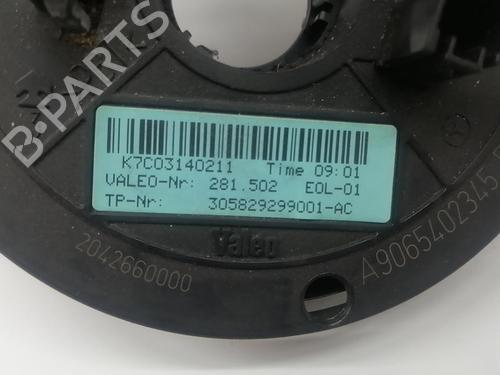 B-PARTS
K7C03140211 Time 09:01
VALEO-Nr: 281.502 EOL-01
TP-Nr: 305829299001-AC
Valeo
2042660000
A9065402345